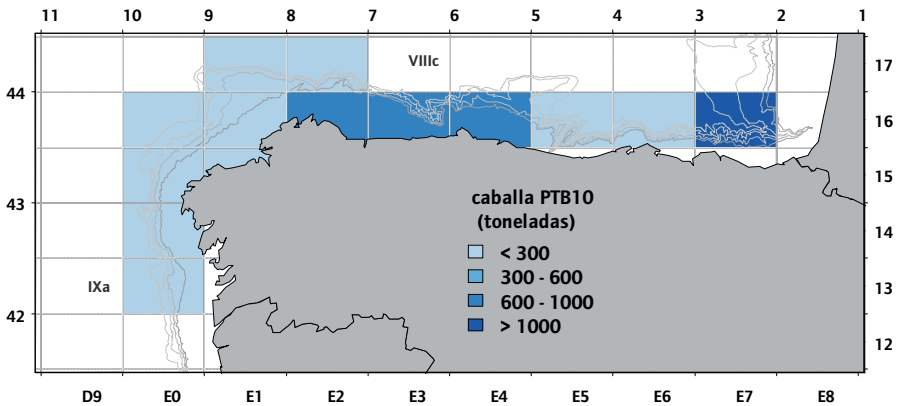 11 10 9 8 7 6 5 4 3 2 1
VIIIc
17
44
16
15
caballa PTB10
(toneladas)
43
< 300
14
300 - 600
IXa
13
600 - 1000
42
> 1000
12
D9 E0 E1 E2 E3 E4 E5 E6 E7 E8